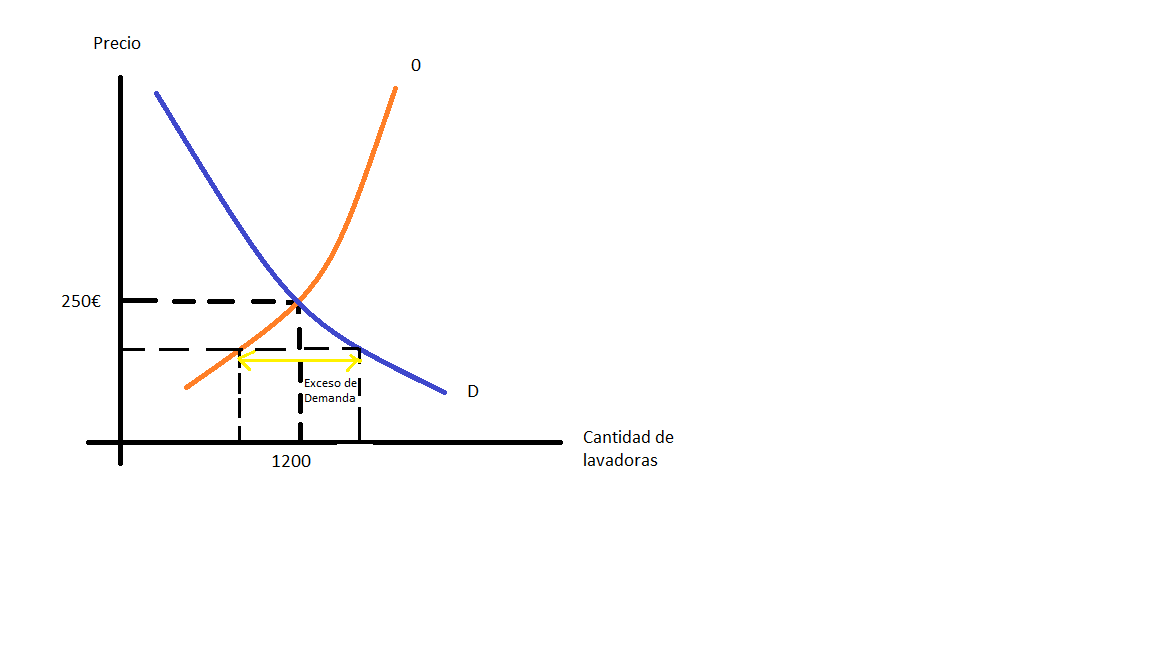 Precio
0
250€
Exceso de
Demanda
D
1200
Cantidad de
lavadoras